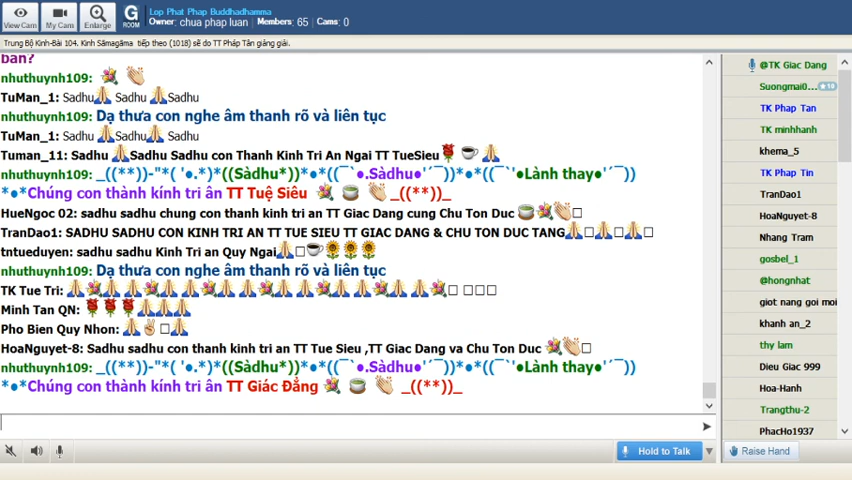 View Cam
My Cam
Enlarge
G
ROOM
Lop Phat Phap Buddhadhamma
Owner: chua phap luan / Members: 65 / Cams: 0
Trung Bộ Kinh-Bài 104. Kinh Sāmagāma tiếp theo (1018) sẽ do TT Pháp Tân giảng giải.
bàn?
nhuthuynh109:
TuMan_1: Sadhu Sadhu Sadhu
nhuthuynh109: Dạ thưa con nghe âm thanh rõ và liên tục
TuMan_1: Sadhu Sadhu Sadhu
Tuman_11: Sadhu Sadhu Sadhu con Thanh Kinh Tri An Ngai TT TueSieu
nhuthuynh109: _((**))-"*( '●.*)*((Sàdhu*))*●*((¯`●.Sàdhu●'´¯))*●*((¯`'●Lành thay●'´¯))
*●*Chúng con thành kính tri ân TT Tuệ Siêu _((**))_
HueNgoc 02: sadhu sadhu chung con thanh kinh tri an TT Giac Dang cung Chu Ton Duc
TranDao1: SADHU SADHU CON KINH TRI AN TT TUE SIEU TT GIAC DANG & CHU TON DUC TANG
tntueduyen: sadhu sadhu Kinh Tri an Quy Ngai
nhuthuynh109: Dạ thưa con nghe âm thanh rõ và liên tục
TK Tue Tri:
Minh Tan QN:
Pho Bien Quy Nhon:
HoaNguyet-8: Sadhu sadhu con thanh kinh tri an TT Tue Sieu ,TT Giac Dang va Chu Ton Duc
nhuthuynh109: _((**))-"*( '●.*)*((Sàdhu*))*●*((¯`●.Sàdhu●'´¯))*●*((¯`'●Lành thay●'´¯))
*●*Chúng con thành kính tri ân TT Giác Đẳng _((**))_
Hold to Talk
@TK Giac Dang
Suongmai0... 10
TK Phap Tan
TK minhhanh
khema_5
TK Phap Tin
TranDao1
HoaNguyet-8
Nhang Tram
gosbel_1
@hongnhat
giot nang goi moi
khanh an_2
thy lam
Dieu Giac 999
Hoa-Hanh
Trangthu-2
PhacHo1937
Raise Hand